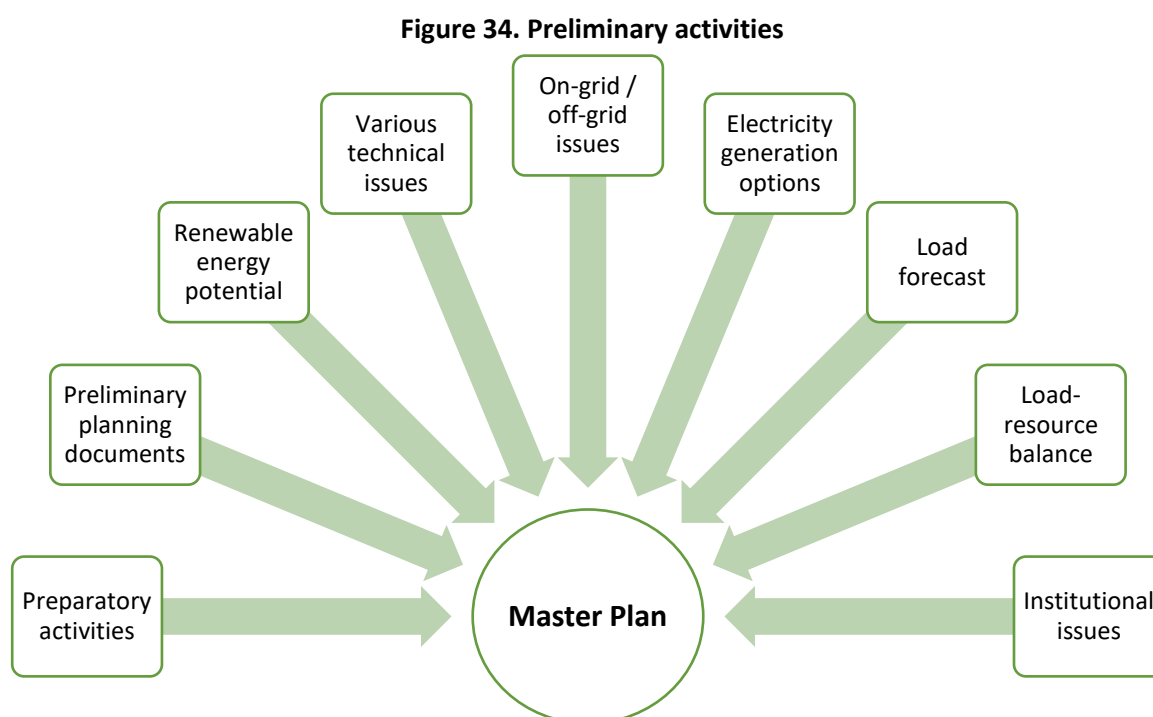 Figure 34. Preliminary activities
On-grid /
off-grid
issues
Various
technical
issues
Electricity
generation
options
Renewable
energy
potential
Load
forecast
Preliminary
planning
documents
Load-
resource
balance
Preparatory
activities
Master Plan
Institutional
issues